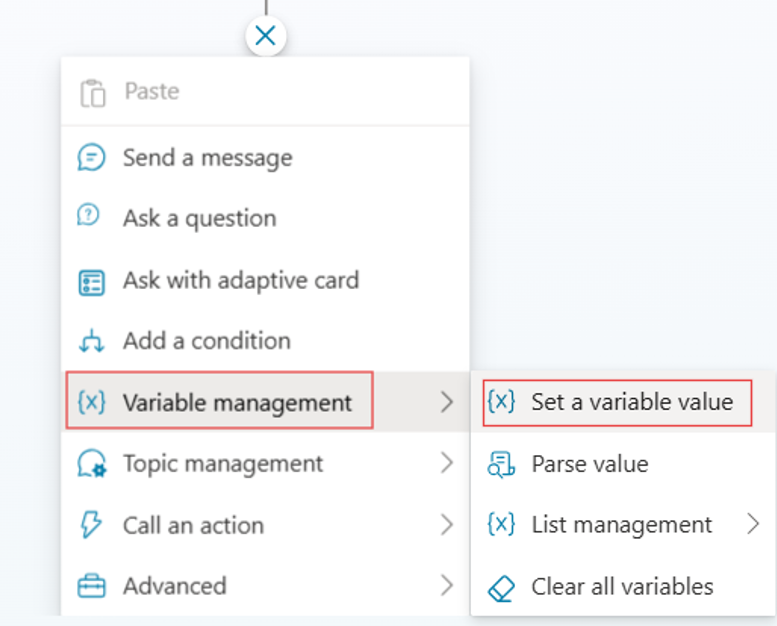 Paste
Send a message
Ask a question
Ask with adaptive card
Add a condition
{x} Variable management
Topic management
Call an action
Advanced
{x} Set a variable value
Parse value
{x} List management
Clear all variables